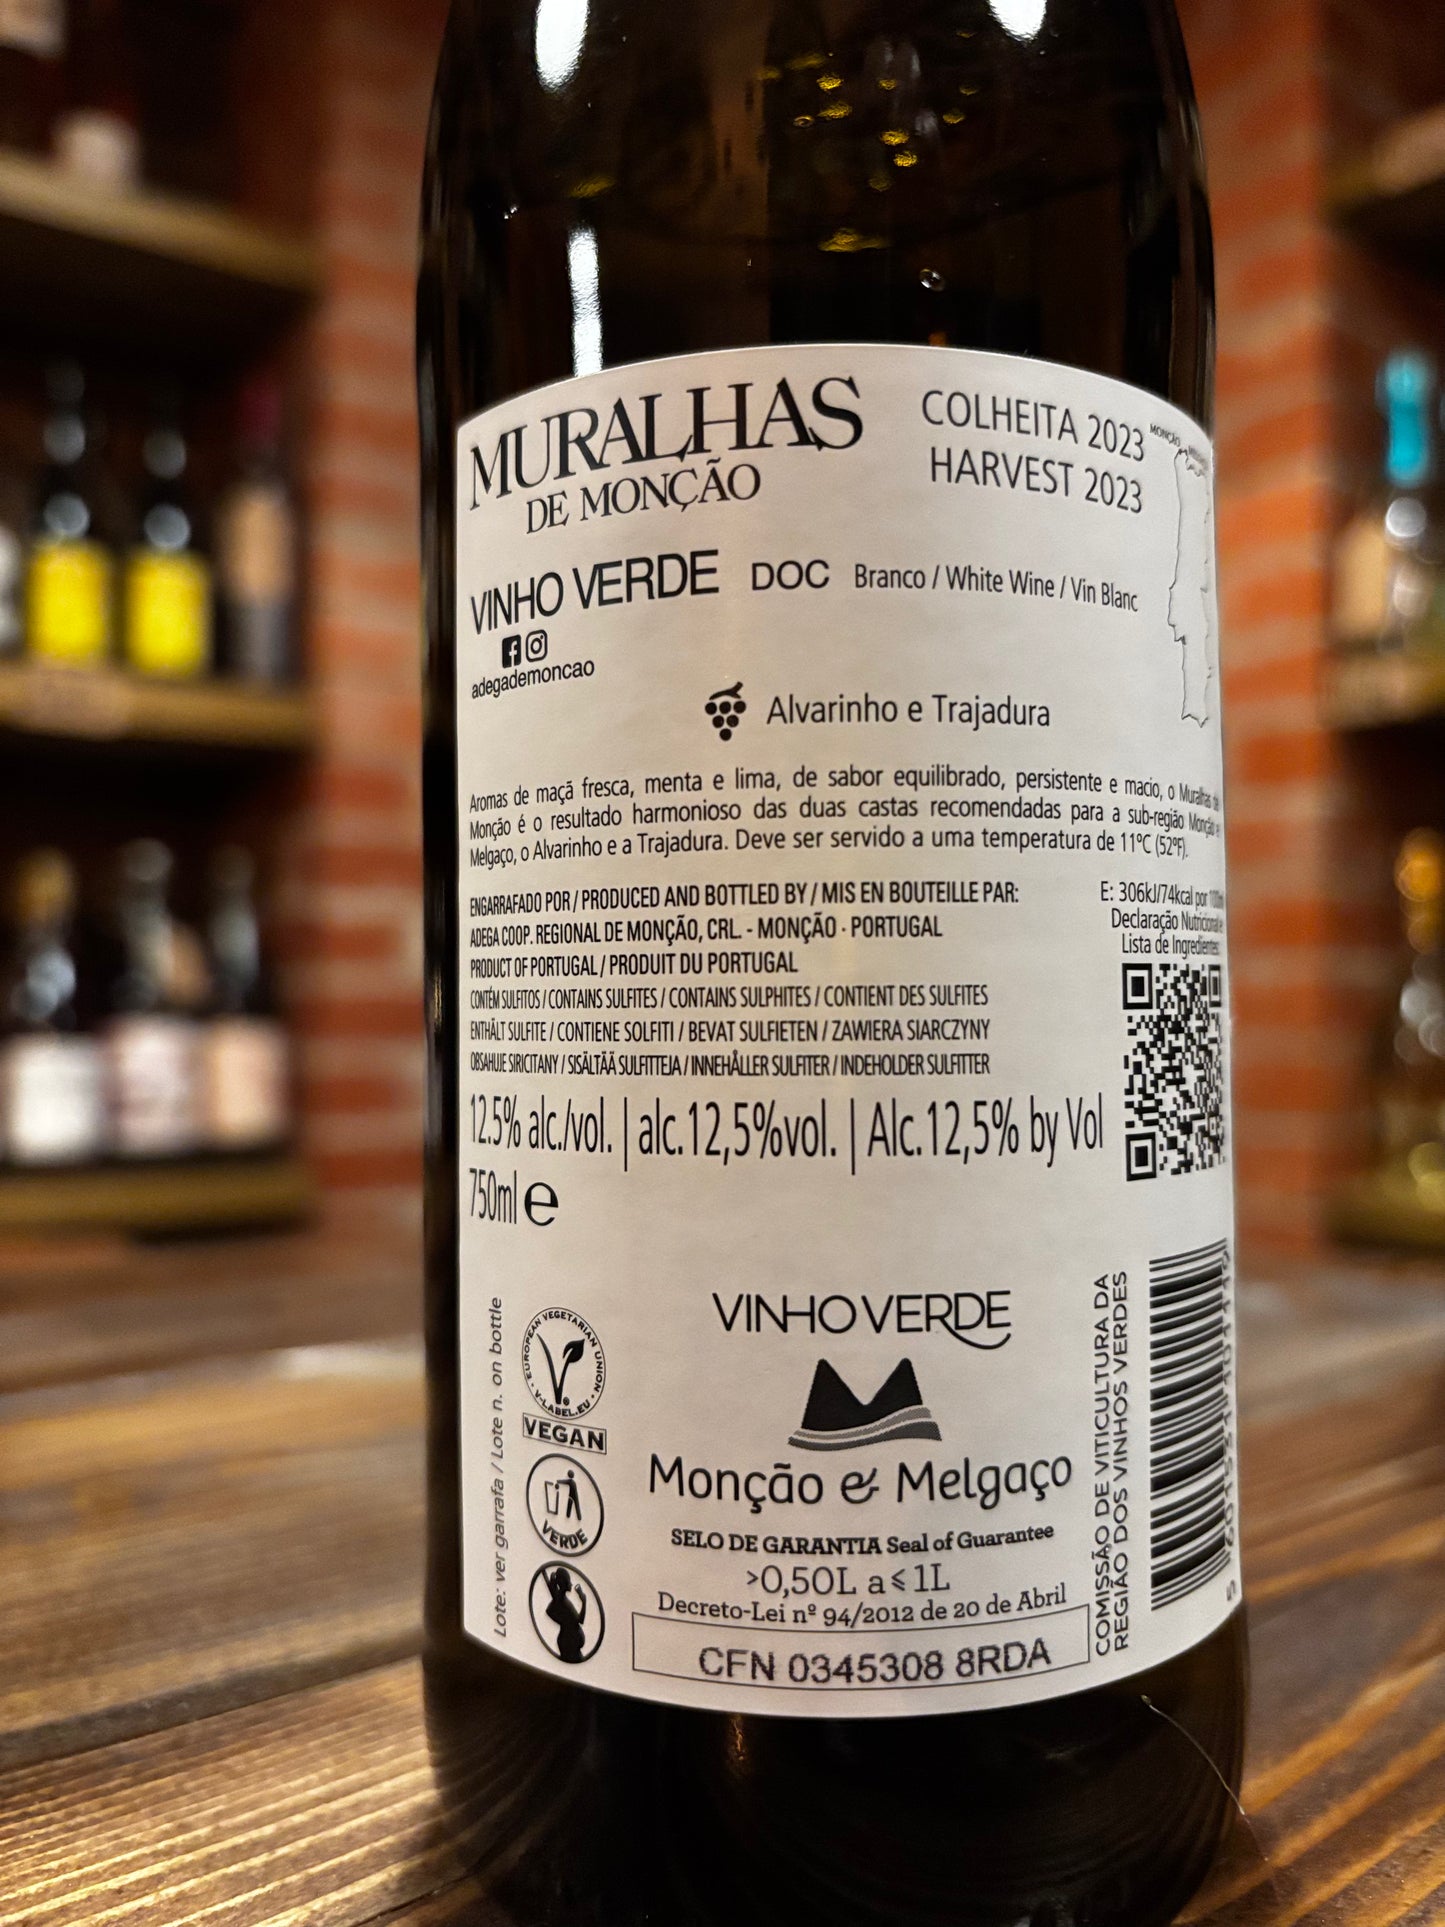 MURALHAS
DE MONÇÃO
COLHEITA 2023
HARVEST 2023
MONÇÃO
VINHO VERDE DOC Branco / White Wine / Vin Blanc
adegademoncao
Alvarinho e Trajadura
Aromas de maçã fresca, menta e lima, de sabor equilibrado, persistente e macio, o Muralhas de
Monção é o resultado harmonioso das duas castas recomendadas para a sub-região Monção e
Melgaço, o Alvarinho e a Trajadura. Deve ser servido a uma temperatura de 11ºC (52ºF).
ENGARRAFADO POR / PRODUCED AND BOTTLED BY / MIS EN BOUTEILLE PAR:
ADEGA COOP. REGIONAL DE MONÇÃO, CRL. - MONÇÃO · PORTUGAL
PRODUCT OF PORTUGAL / PRODUIT DU PORTUGAL
CONTÉM SULFITOS / CONTAINS SULFITES / CONTAINS SULPHITES / CONTIENT DES SULFITES
ENTHÄLT SULFITE / CONTIENE SOLFITI / BEVAT SULFIETEN / ZAWIERA SIARCZYNY
OBSAHUJE SIRICITANY / SISÄLTÄÄ SULFITTEJA / INNEHÅLLER SULFITER / INDEHOLDER SULFITTER
E: 306kJ/74kcal por 100ml
Declaração Nutricional e
Lista de Ingredientes:
12.5% alc./vol. | alc.12,5%vol. | Alc.12,5% by Vol
750ml e
Lote: ver garrafa / Lote n. on bottle
EUROPEAN VEGETARIAN UNION
V-LABEL.EU
VEGAN
VERDE
VINHO VERDE
Monção & Melgaço
SELO DE GARANTIA Seal of Guarantee
>0,50L a ≤ 1L
Decreto-Lei nº 94/2012 de 20 de Abril
CFN 0345308 8RDA
COMISSÃO DE VITICULTURA DA
REGIÃO DOS VINHOS VERDES